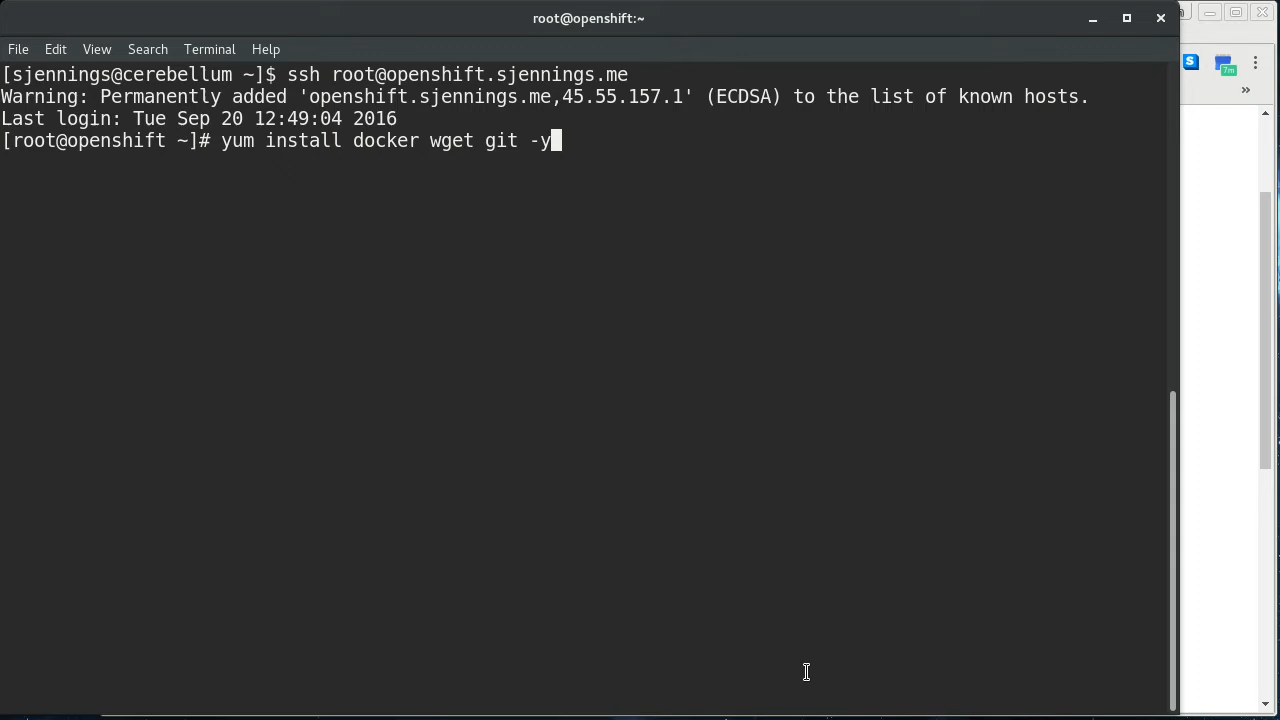 root@openshift:~
File Edit View Search Terminal Help
[sjennings@cerebellum ~]$ ssh root@openshift.sjennings.me
Warning: Permanently added 'openshift.sjennings.me,45.55.157.1' (ECDSA) to the list of known hosts.
Last login: Tue Sep 20 12:49:04 2016
[root@openshift ~]# yum install docker wget git -y
S
7m
»